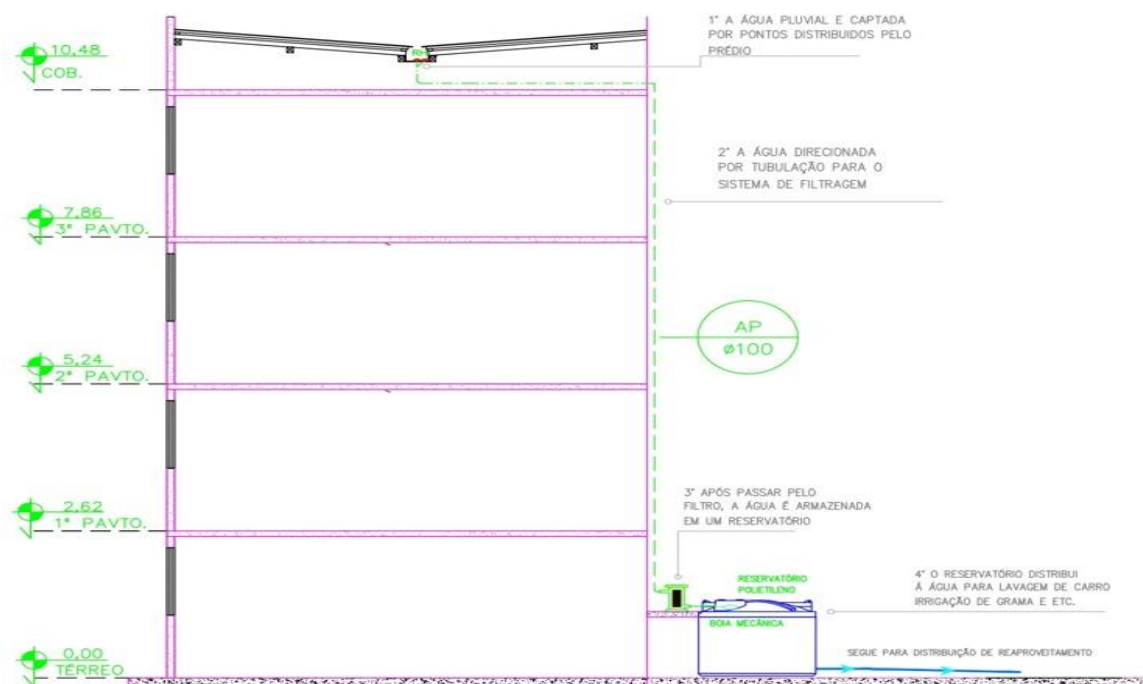 1° A ÁGUA PLUVIAL E CAPTADA
POR PONTOS DISTRIBUIDOS PELO
PRÉDIO
10,48
COB.
RH
2° A ÁGUA DIRECIONADA
POR TUBULAÇÃO PARA O
SISTEMA DE FILTRAGEM
7,86
3° PAVTO.
AP
ø100
5,24
2° PAVTO.
3° APÓS PASSAR PELO
FILTRO, A ÁGUA É ARMAZENADA
EM UM RESERVATÓRIO
2,62
1° PAVTO.
4° O RESERVATÓRIO DISTRIBUI
Á ÁGUA PARA LAVAGEM DE CARRO
IRRIGAÇÃO DE GRAMA E ETC.
RESERVATÓRIO
POLIETILENO
BOIA MECÂNICA
SEGUE PARA DISTRIBUIÇÃO DE REAPROVEITAMENTO
0,00
TÉRREO